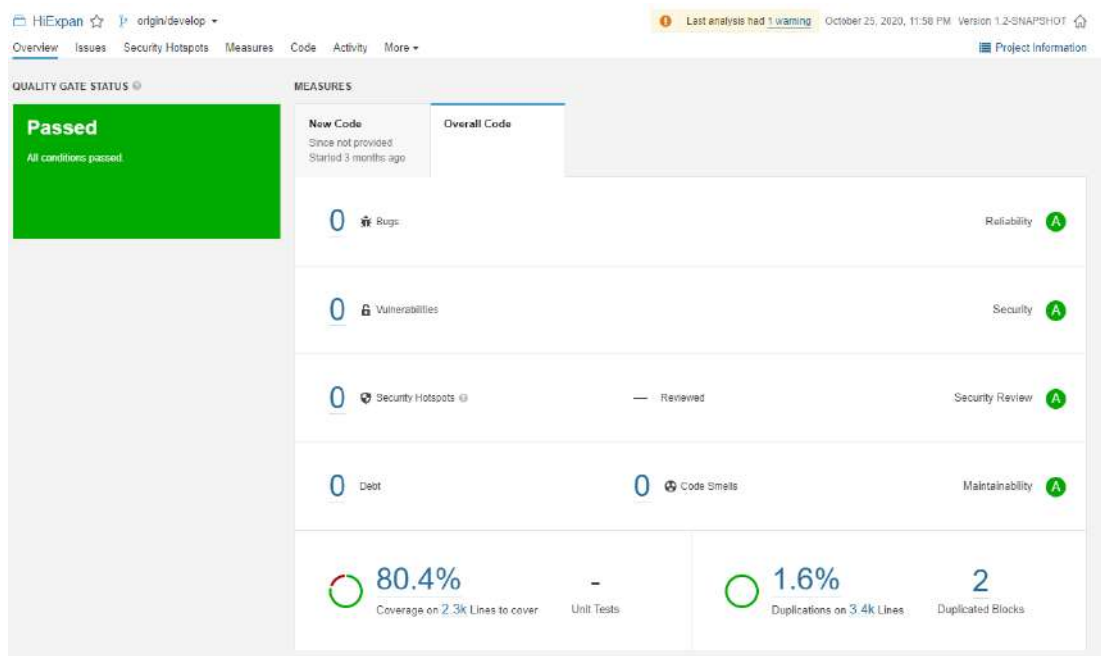 HiExpan origin/develop
Last analysis had 1 warning October 25, 2020, 11:58 PM Version 1.2-SNAPSHOT
Overview Issues Security Hotspots Measures Code Activity More
Project Information
QUALITY GATE STATUS
MEASURES
Passed
All conditions passed.
New Code
Since not provided
Started 3 months ago
Overall Code
0 Bugs Reliability A
0 Vulnerabilities Security A
0 Security Hotspots — Reviewed Security Review A
0 Debt 0 Code Smells Maintainability A
80.4% - 1.6% 2
Coverage on 2.3k Lines to cover Unit Tests Duplications on 3.4k Lines Duplicated Blocks